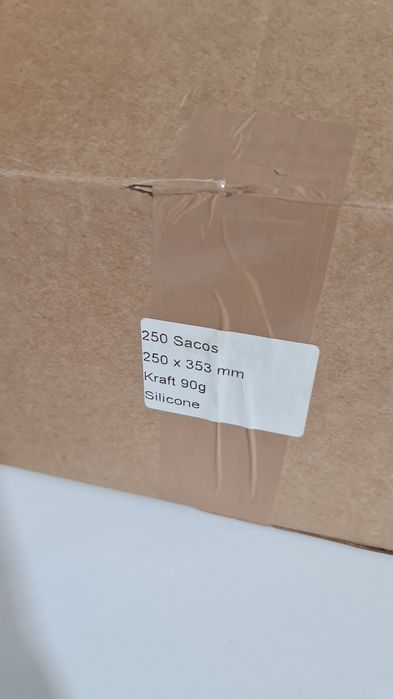 250 Sacos
250 x 353 mm
Kraft 90g
Silicone